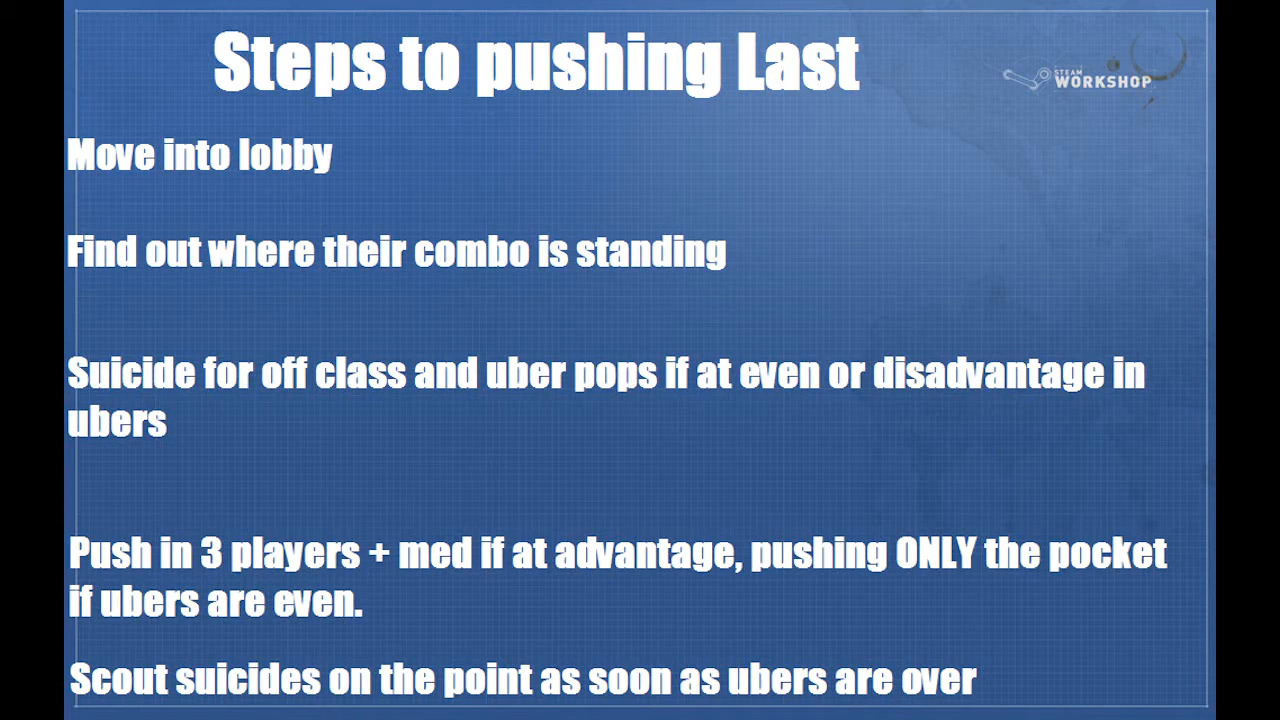 Steps to pushing Last
STEAM
WORKSHOP
Move into lobby
Find out where their combo is standing
Suicide for off class and uber pops if at even or disadvantage in
ubers
Push in 3 players + med if at advantage, pushing ONLY the pocket
if ubers are even.
Scout suicides on the point as soon as ubers are over